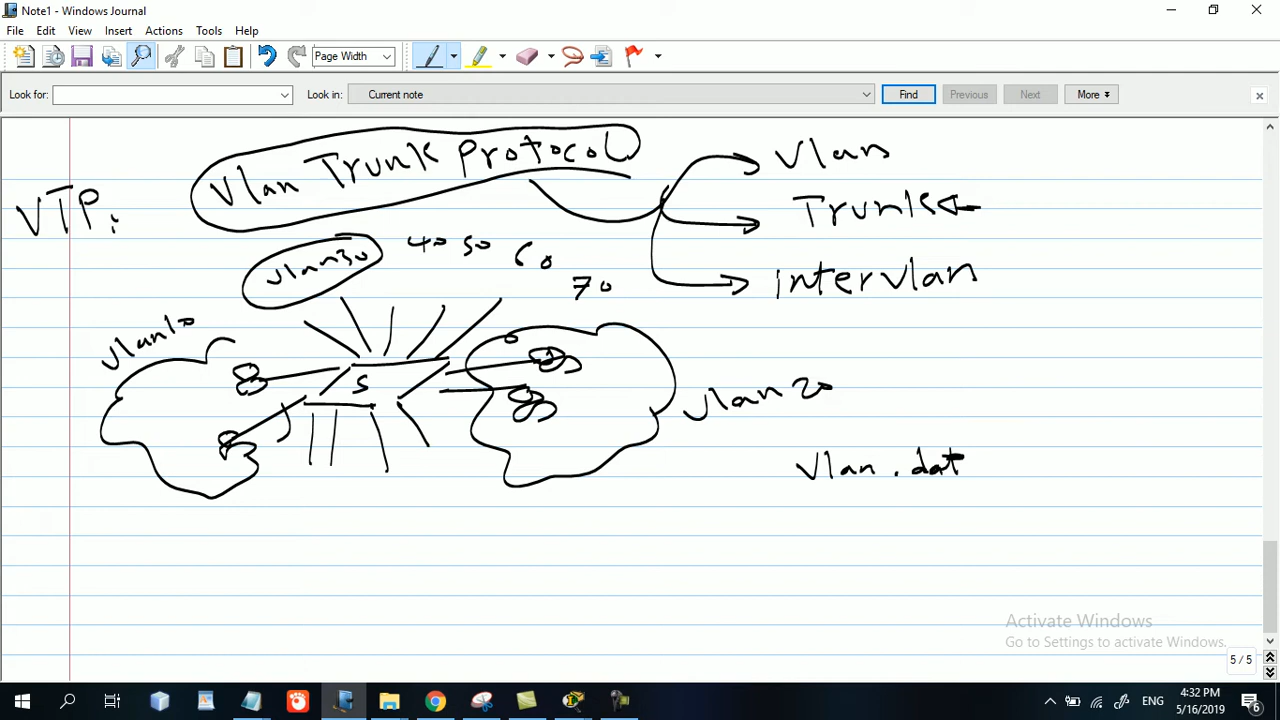 Note1 - Windows Journal
File Edit View Insert Actions Tools Help
Page Width
Look for: Look in: Current note Find Previous Next More
Vlan Trunk Protocol
VTP:
Vlan
Trunk
intervlan
vlan30 40 50 60
70
vlan10
S
vlan20
vlan.dat
Activate Windows
Go to Settings to activate Windows.
5 / 5
ENG
4:32 PM
5/16/2019
6